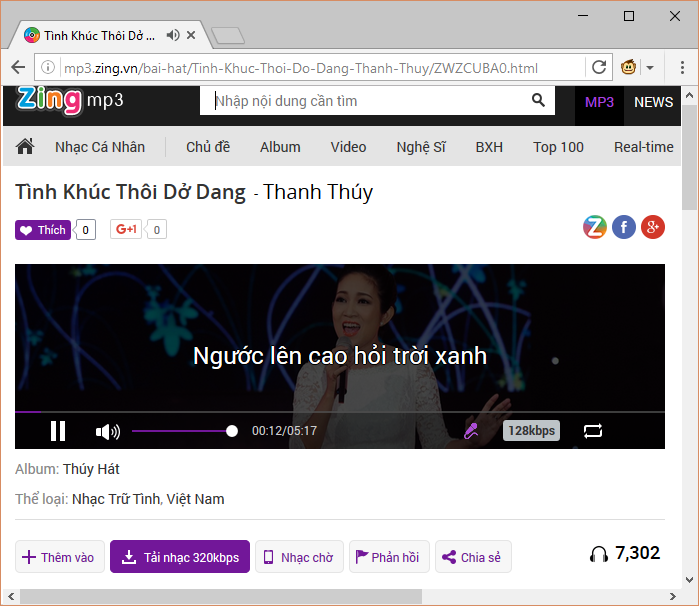 Tình Khúc Thôi Dở ...
mp3.zing.vn/bai-hat/Tinh-Khuc-Thoi-Do-Dang-Thanh-Thuy/ZWZCUBA0.html
Zing mp3 Nhập nội dung cần tìm MP3 NEWS
Nhạc Cá Nhân Chủ đề Album Video Nghệ Sĩ BXH Top 100 Real-time
Tình Khúc Thôi Dở Dang - Thanh Thúy
Thích 0 G+1 0 Z f g+
Ngước lên cao hỏi trời xanh
00:12/05:17 128kbps
Album: Thúy Hát
Thể loại: Nhạc Trữ Tình, Việt Nam
Thêm vào Tải nhạc 320kbps Nhạc chờ Phản hồi Chia sẻ 7,302